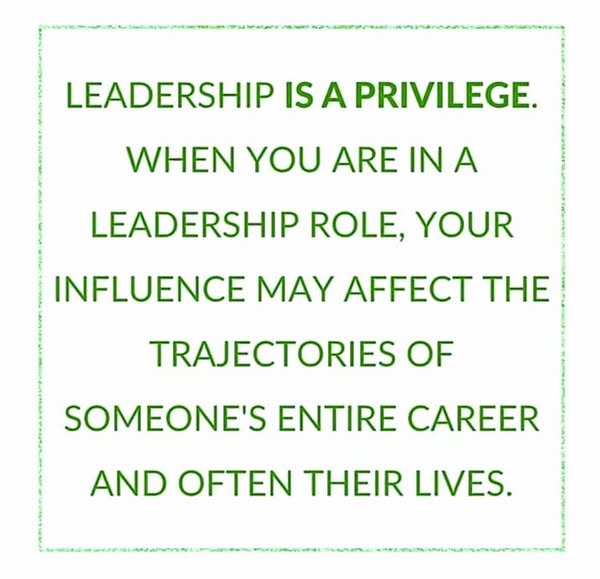 LEADERSHIP IS A PRIVILEGE.
WHEN YOU ARE IN A
LEADERSHIP ROLE, YOUR
INFLUENCE MAY AFFECT THE
TRAJECTORIES OF
SOMEONE'S ENTIRE CAREER
AND OFTEN THEIR LIVES.